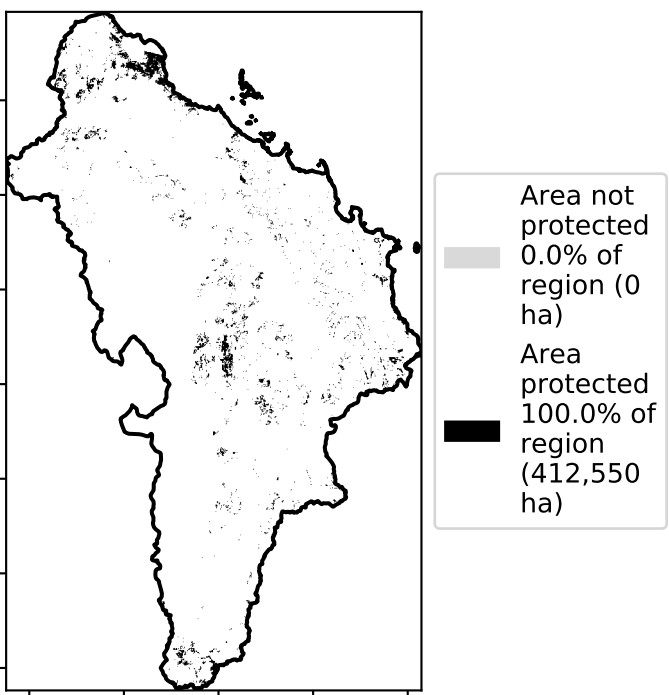 Area not
protected
0.0% of
region (0
ha)
Area
protected
100.0% of
region
(412,550
ha)